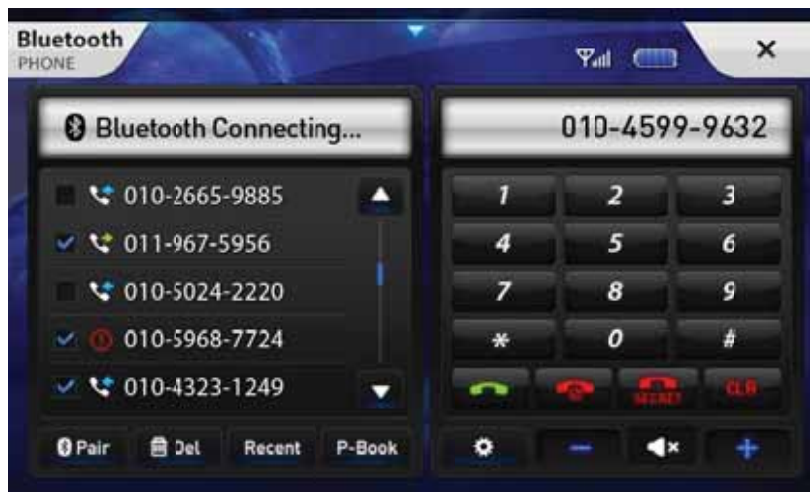 Bluetooth
PHONE
Bluetooth Connecting...
010-2665-9885
011-967-5956
010-5024-2220
010-5968-7724
010-4323-1249
Pair Del Recent P-Book
010-4599-9632
1 2 3
4 5 6
7 8 9
* 0 #
SECRET CLR